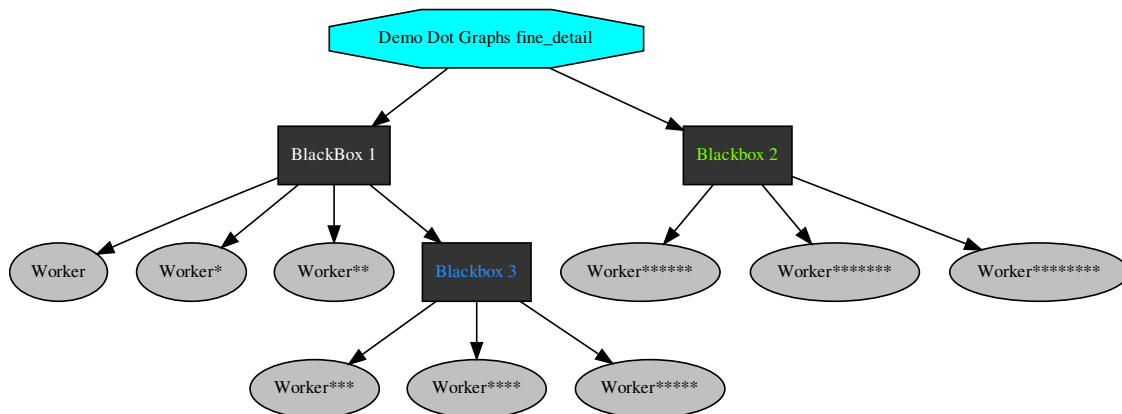 Demo Dot Graphs fine_detail
BlackBox 1
Blackbox 2
Worker
Worker*
Worker**
Blackbox 3
Worker******
Worker*******
Worker********
Worker***
Worker****
Worker*****